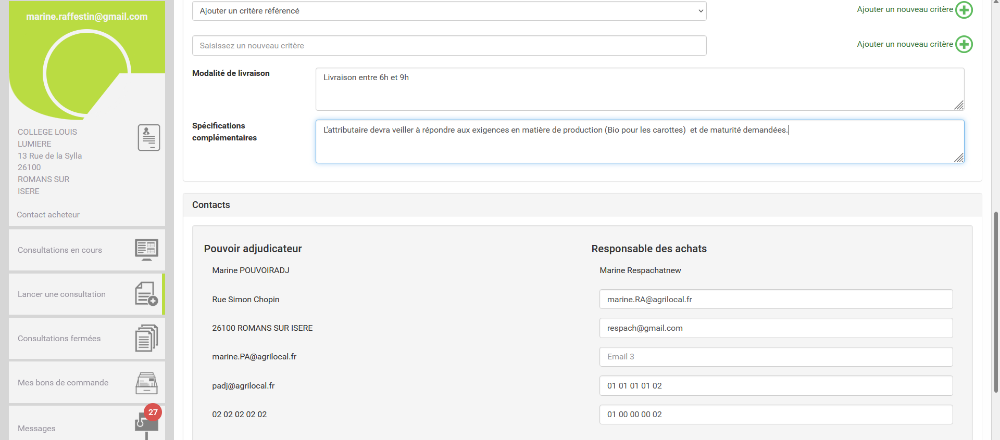 marine.raffestin@gmail.com
COLLEGE LOUIS
LUMIERE
13 Rue de la Sylla
26100
ROMANS SUR
ISERE
Contact acheteur
Consultations en cours
Lancer une consultation
Consultations fermées
Mes bons de commande
27
Messages
Ajouter un critère référencé
Ajouter un nouveau critère
Saisissez un nouveau critère
Ajouter un nouveau critère
Modalité de livraison
Livraison entre 6h et 9h
Spécifications
complémentaires
L'attributaire devra veiller à répondre aux exigences en matière de production (Bio pour les carottes)  et de maturité demandées.
Contacts
Pouvoir adjudicateur
Marine POUVOIRADJ
Rue Simon Chopin
26100 ROMANS SUR ISERE
marine.PA@agrilocal.fr
padj@agrilocal.fr
02 02 02 02 02
Responsable des achats
Marine Respachatnew
marine.RA@agrilocal.fr
respach@gmail.com
Email 3
01 01 01 01 02
01 00 00 00 02